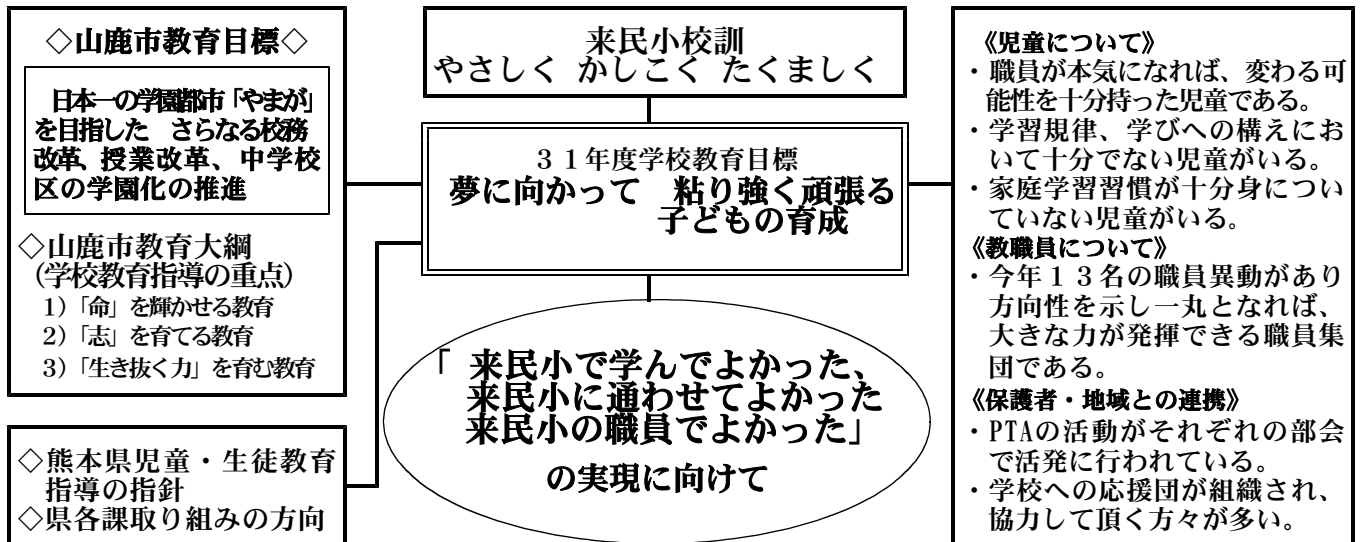 ◇山鹿市教育目標◇
日本一の学園都市「やまが」
を目指した　さらなる校務
改革、授業改革、中学校
区の学園化の推進
◇山鹿市教育大綱
（学校教育指導の重点）
1）「命」を輝かせる教育
2）「志」を育てる教育
3）「生き抜く力」を育む教育
◇熊本県児童・生徒教育
指導の指針
◇県各課取り組みの方向
来民小校訓
やさしく かしこく たくましく
３１年度学校教育目標
夢に向かって　粘り強く頑張る
子どもの育成
「 来民小で学んでよかった、
来民小に通わせてよかった
来民小の職員でよかった」
の実現に向けて
《児童について》
・職員が本気になれば、変わる可
能性を十分持った児童である。
・学習規律、学びへの構えにお
いて十分でない児童がいる。
・家庭学習習慣が十分身につい
ていない児童がいる。
《教職員について》
・今年１３名の職員異動があり
方向性を示し一丸となれば、
大きな力が発揮できる職員集
団である。
《保護者・地域との連携》
・PTAの活動がそれぞれの部会
で活発に行われている。
・学校への応援団が組織され、
協力して頂く方々が多い。